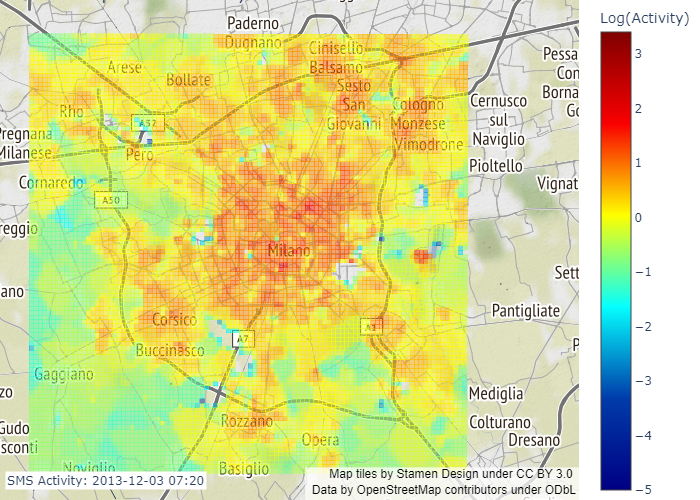 Log(Activity)
3
2
1
0
−1
−2
−3
−4
−5
Paderno
Dugnano
Cinisello
Balsamo
Arese
Bollate
Sesto
San
Giovanni
Pessa
Con
Borna
Go
Rho
A52
Cologno
Monzese
Vimodrone
Cernusco
sul
Naviglio
Pregnana
Milanese
Pero
Pioltello
Cornaredo
A50
Vignat
reggio
Milano
Sett
ano
Pantigliate
Corsico
A7
Buccinasco
P
Gaggiano
zo
Mediglia
Rozzano
Colturano
Gudo
sconti
Opera
Dresano
Noviglio
Basiglio
SMS Activity: 2013-12-03 07:20
Map tiles by Stamen Design under CC BY 3.0
Data by OpenStreetMap contributors under ODbL